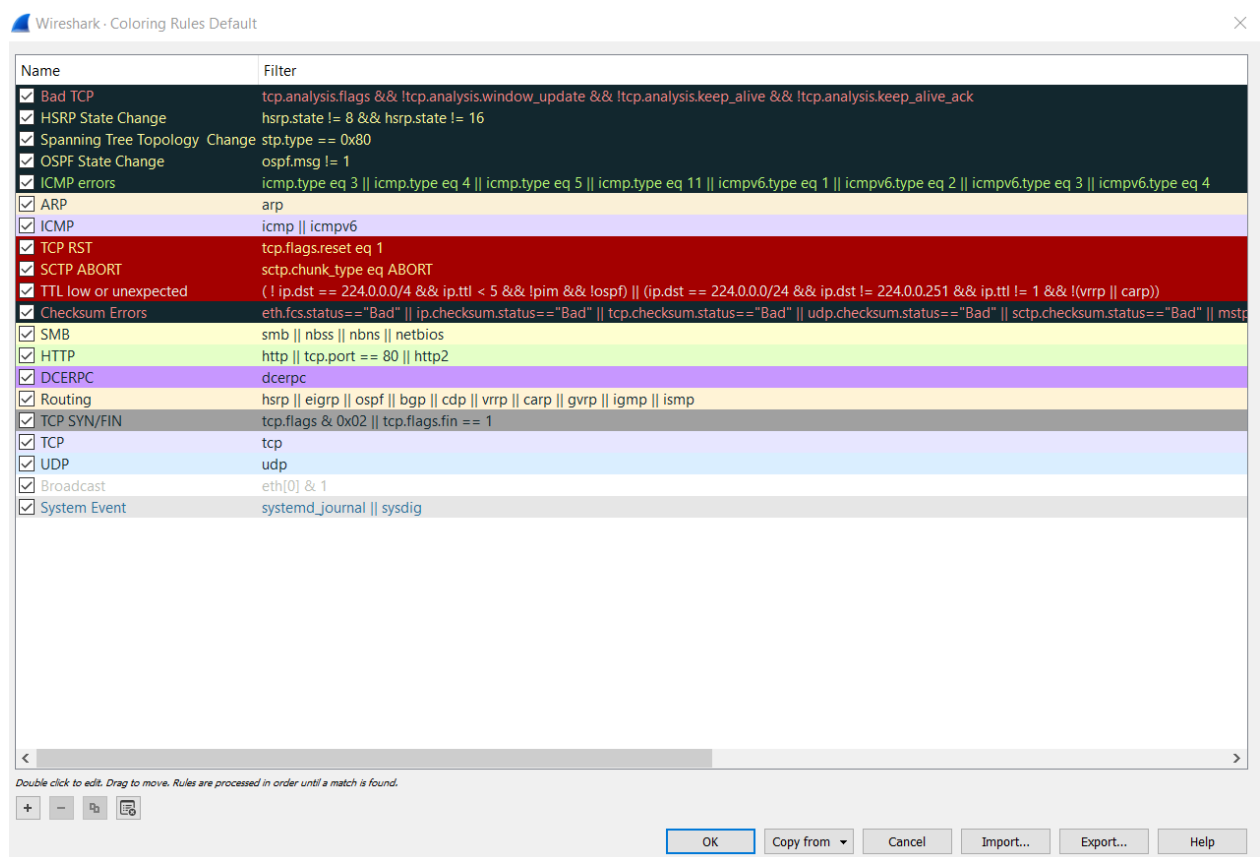 Wireshark · Coloring Rules Default
Name Filter
Bad TCP tcp.analysis.flags && !tcp.analysis.window_update && !tcp.analysis.keep_alive && !tcp.analysis.keep_alive_ack
HSRP State Change hsrp.state != 8 && hsrp.state != 16
Spanning Tree Topology  Change stp.type == 0x80
OSPF State Change ospf.msg != 1
ICMP errors icmp.type eq 3 || icmp.type eq 4 || icmp.type eq 5 || icmp.type eq 11 || icmpv6.type eq 1 || icmpv6.type eq 2 || icmpv6.type eq 3 || icmpv6.type eq 4
ARP arp
ICMP icmp || icmpv6
TCP RST tcp.flags.reset eq 1
SCTP ABORT sctp.chunk_type eq ABORT
TTL low or unexpected ( ! ip.dst == 224.0.0.0/4 && ip.ttl < 5 && !pim && !ospf) || (ip.dst == 224.0.0.0/24 && ip.dst != 224.0.0.251 && ip.ttl != 1 && !(vrrp || carp))
Checksum Errors eth.fcs.status=="Bad" || ip.checksum.status=="Bad" || tcp.checksum.status=="Bad" || udp.checksum.status=="Bad" || sctp.checksum.status=="Bad" || mstp
SMB smb || nbss || nbns || netbios
HTTP http || tcp.port == 80 || http2
DCERPC dcerpc
Routing hsrp || eigrp || ospf || bgp || cdp || vrrp || carp || gvrp || igmp || ismp
TCP SYN/FIN tcp.flags & 0x02 || tcp.flags.fin == 1
TCP tcp
UDP udp
Broadcast eth[0] & 1
System Event systemd_journal || sysdig
Double click to edit. Drag to move. Rules are processed in order until a match is found.
OK Copy from Cancel Import... Export... Help